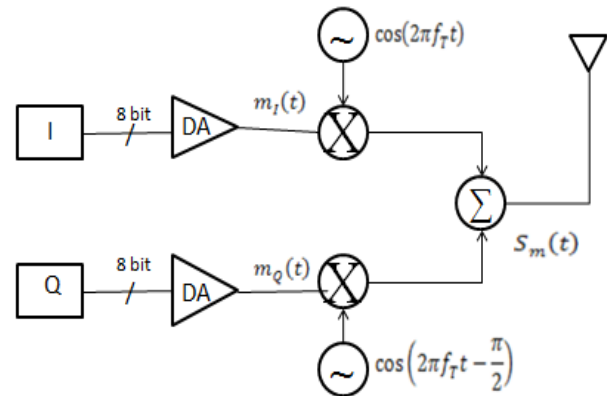 ~ cos(2πf_T t)
8 bit m_I(t)
I DA X
Σ
S_m(t)
8 bit m_Q(t)
Q DA X
~ cos(2πf_T t − π/2)